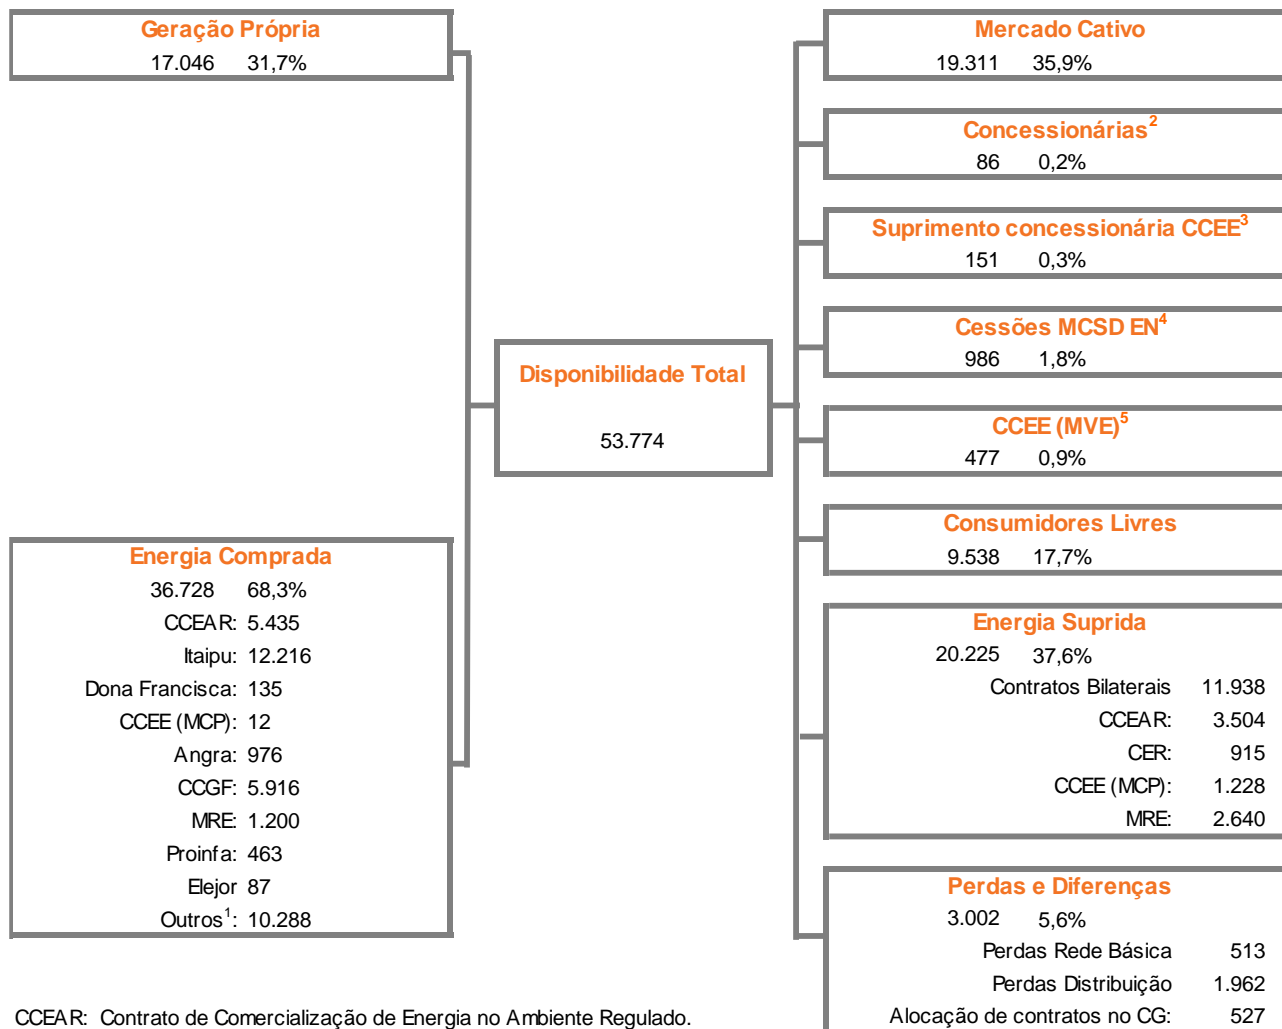 Geração Própria
17.046 31,7%
Energia Comprada
36.728 68,3%
CCEAR: 5.435
Itaipu: 12.216
Dona Francisca: 135
CCEE (MCP): 12
Angra: 976
CCGF: 5.916
MRE: 1.200
Proinfa: 463
Elejor 87
Outros¹: 10.288
Disponibilidade Total
53.774
Mercado Cativo
19.311 35,9%
Concessionárias²
86 0,2%
Suprimento concessionária CCEE³
151 0,3%
Cessões MCSD EN⁴
986 1,8%
CCEE (MVE)⁵
477 0,9%
Consumidores Livres
9.538 17,7%
Energia Suprida
20.225 37,6%
Contratos Bilaterais 11.938
CCEAR: 3.504
CER: 915
CCEE (MCP): 1.228
MRE: 2.640
Perdas e Diferenças
3.002 5,6%
Perdas Rede Básica 513
Perdas Distribuição 1.962
Alocação de contratos no CG: 527
CCEAR: Contrato de Comercialização de Energia no Ambiente Regulado.